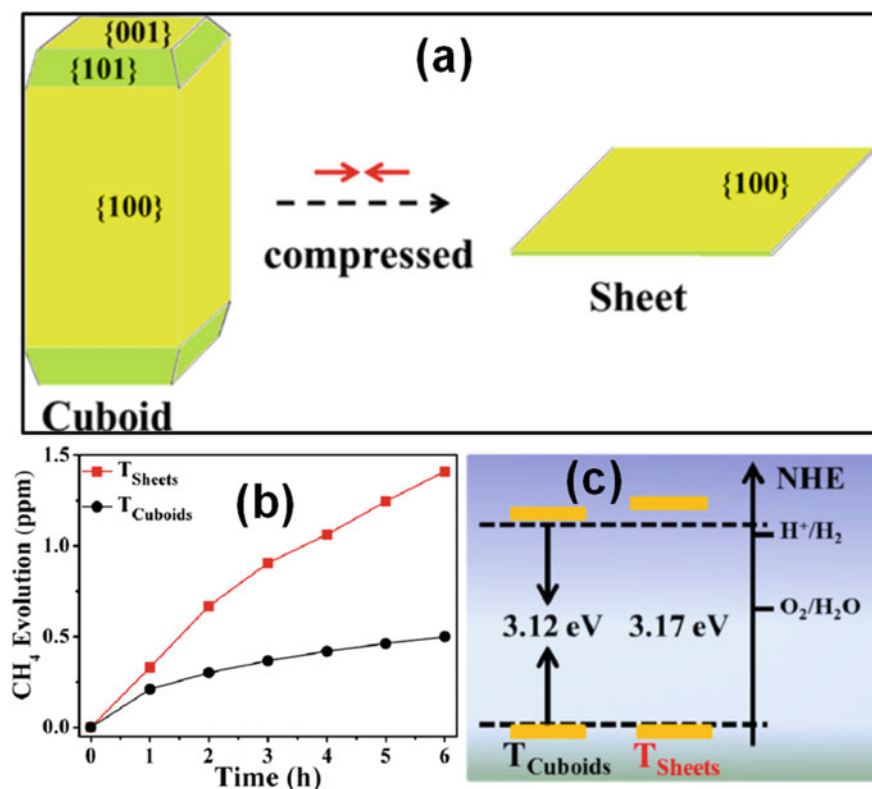 {001}
{101}
(a)
{100}
{100}
compressed
Sheet
Cuboid
1.5
1.0
0.5
0.0
CH₄ Evolution (ppm)
T_Sheets
T_Cuboids
(b)
0 1 2 3 4 5 6
Time (h)
(c)
NHE
H⁺/H₂
O₂/H₂O
3.12 eV 3.17 eV
T_Cuboids T_Sheets